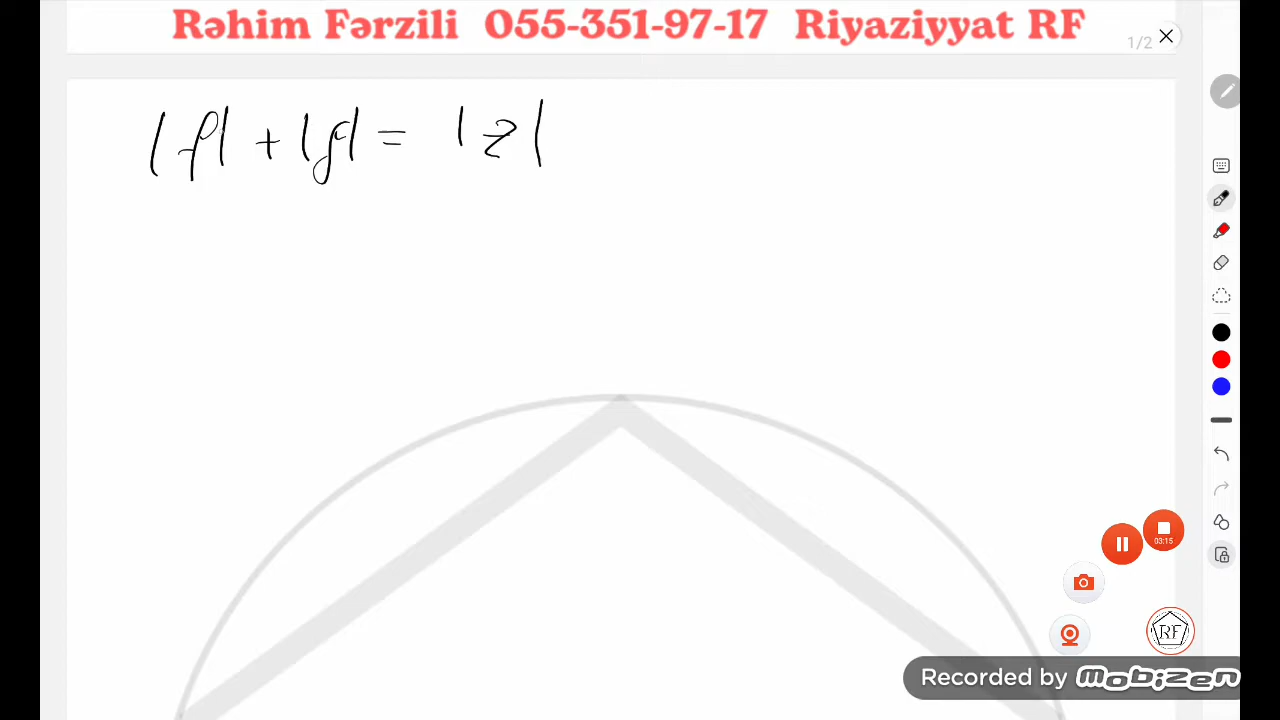 Rəhim Fərzili 055-351-97-17 Riyaziyyat RF
1/2
|f| + |g| = |z|
03:15
RF
Recorded by mobizen